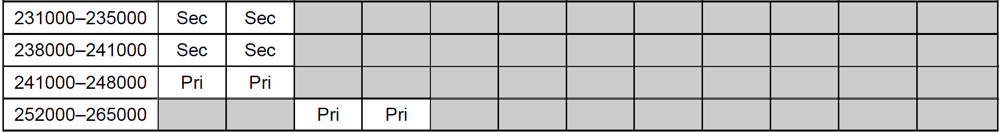 231000–235000 Sec Sec
238000–241000 Sec Sec
241000–248000 Pri Pri
252000–265000 Pri Pri